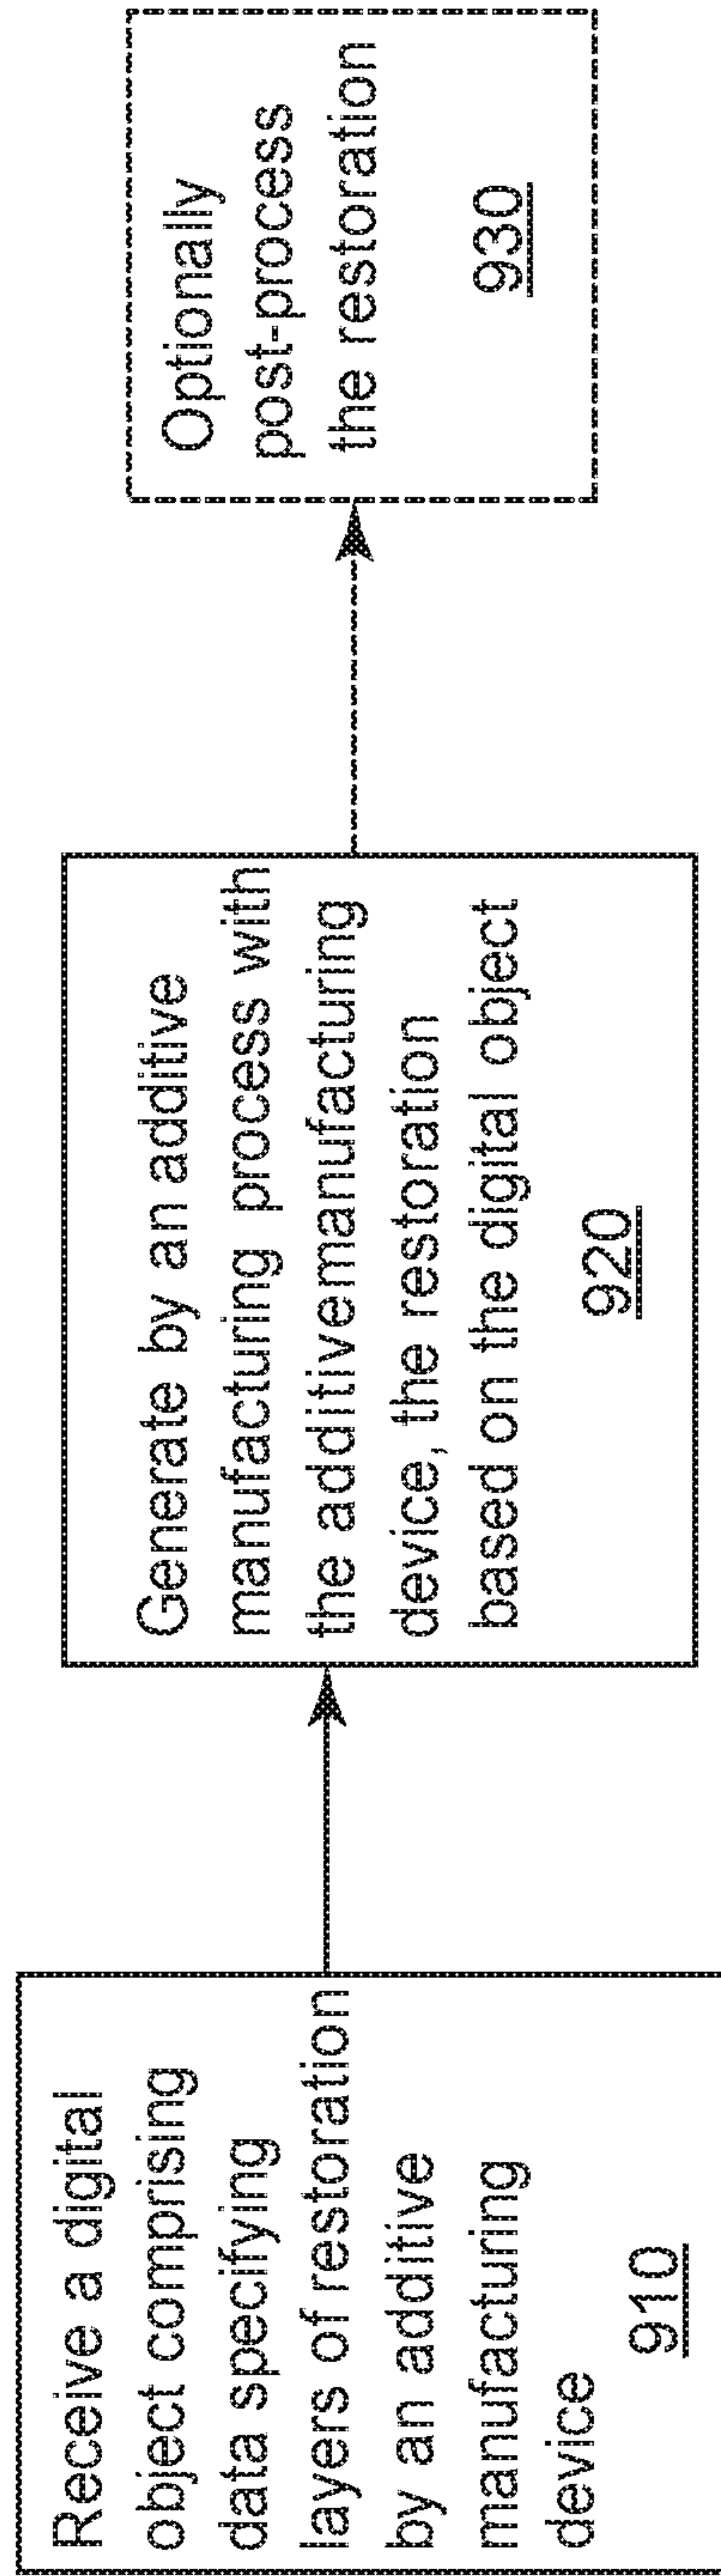 Receive a digital
object comprising
data specifying
layers of restoration
by an additive
manufacturing
device
910
Generate by an additive
manufacturing process with
the additivemanufacturing
device, the restoration
based on the digital object
920
Optionally
post-process
the restoration
930